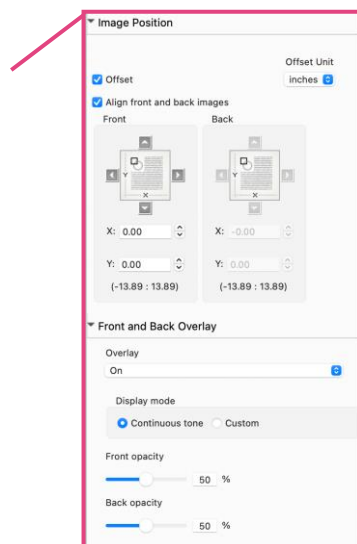 Image Position
Offset Unit
Offset
inches
Align front and back images
Front Back
Y Y
X X
X: 0.00 X: -0.00
Y: 0.00 Y: 0.00
(-13.89 : 13.89) (-13.89 : 13.89)
Front and Back Overlay
Overlay
On
Display mode
Continuous tone Custom
Front opacity
50 %
Back opacity
50 %